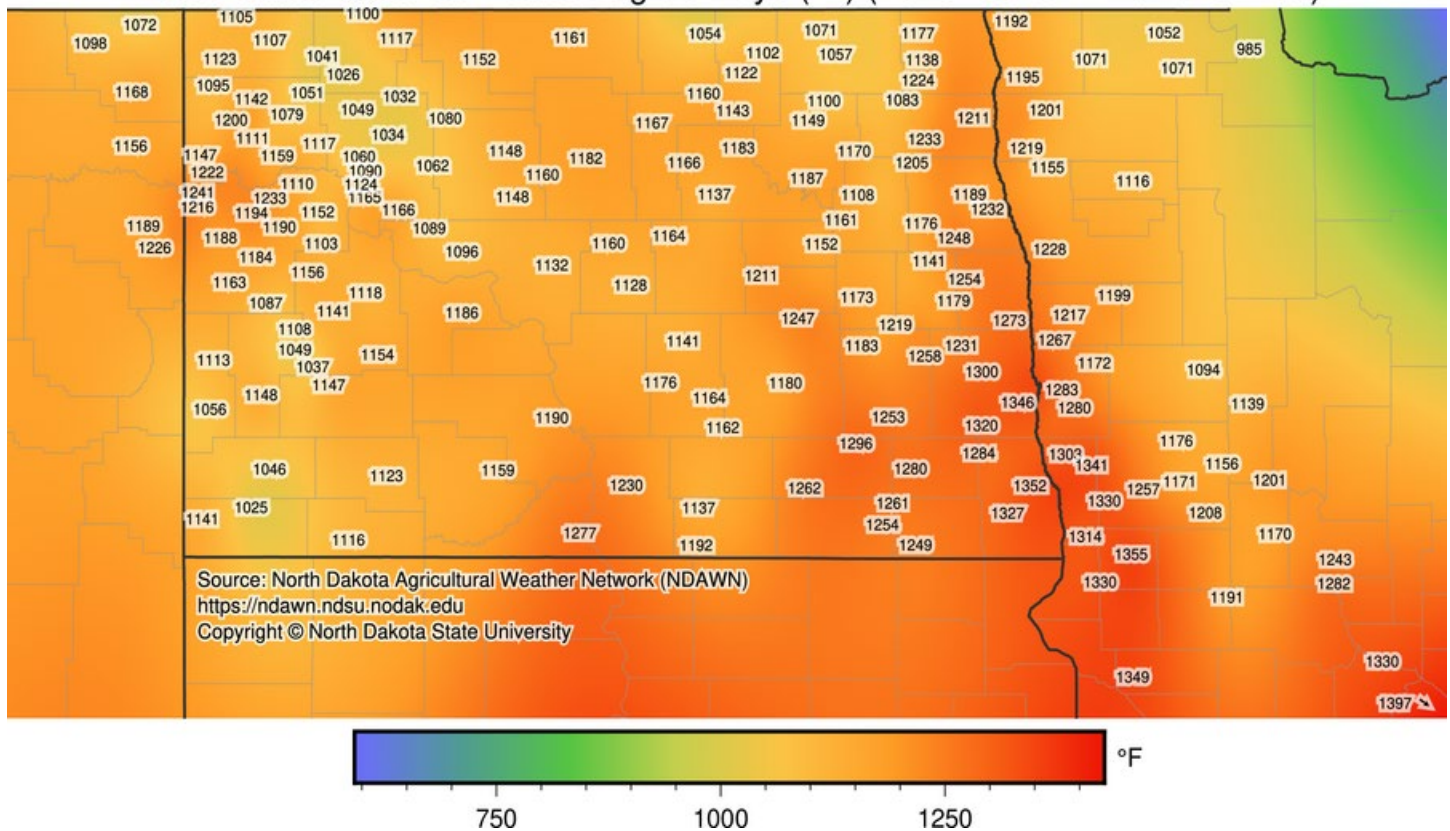 1072 1105 1100 1161 1054 1071 1177 1192 1052
1098 1107 1117 1102 1057 985
1123 1041 1152 1122 1138 1071 1071
1026 1224 1195
1095 1051 1032 1160 1100 1083
1168 1142 1079 1049 1143 1149 1201
1200 1080 1167 1211
1111 1034 1233
1156 1117 1183 1170 1219
1147 1159 1060 1148 1182 1166 1205 1155
1222 1090 1062 1160 1187 1116
1241 1110 1124 1148 1137 1108 1189
1216 1233 1165 1166 1232
1194 1152 1161 1176
1189 1190 1089 1164 1248
1226 1188 1103 1160 1152 1228
1184 1096 1132 1141
1163 1156 1128 1211 1254
1087 1118 1173 1179 1199
1141 1186 1247 1219 1273 1217
1108 1141 1183 1231 1267
1113 1049 1154 1258 1172
1037 1300 1094
1147 1176 1180 1283
1056 1148 1164 1346 1280 1139
1190 1162 1253 1320
1296 1284 1303 1176
1046 1123 1159 1280 1341 1156
1230 1262 1352 1257 1171 1201
1025 1137 1261 1327 1330 1208
1141 1254
1116 1277 1192 1249 1314 1170
1355 1243
Source: North Dakota Agricultural Weather Network (NDAWN)
1330 1191 1282
https://ndawn.ndsu.nodak.edu
Copyright © North Dakota State University
1349 1330
1397
°F
750 1000 1250